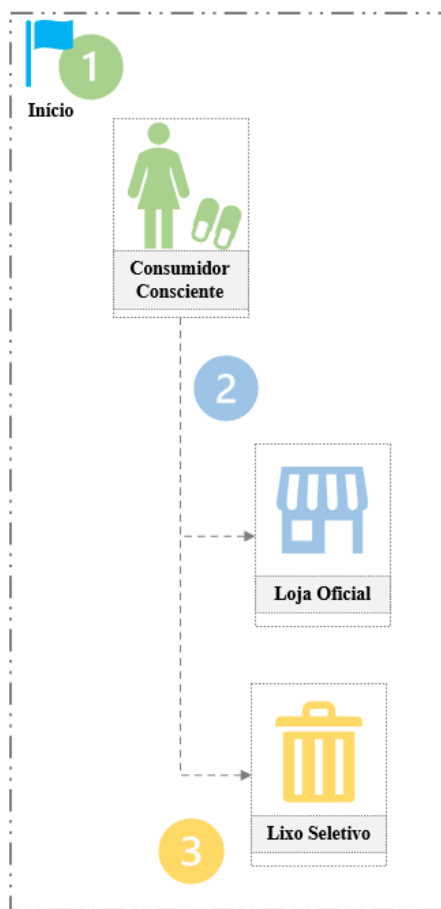 1
Início
Consumidor
Consciente
2
Loja Oficial
Lixo Seletivo
3